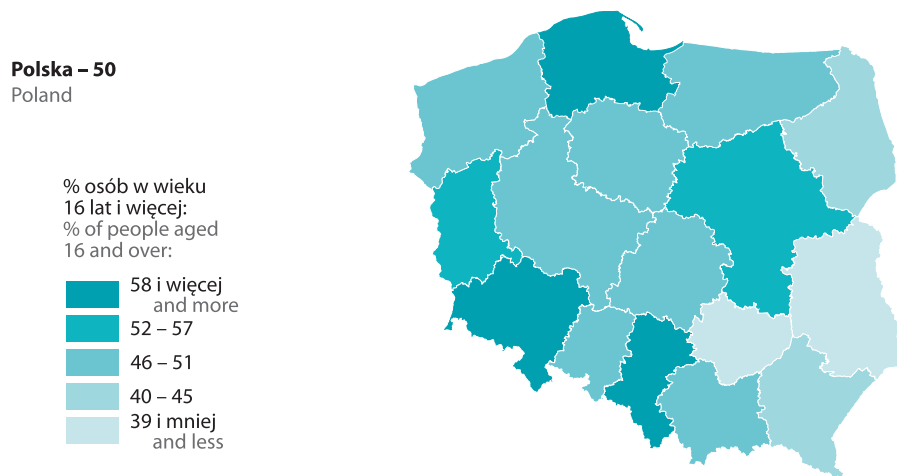 Polska – 50
Poland
% osób w wieku
16 lat i więcej:
% of people aged
16 and over:
58 i więcej
and more
52 – 57
46 – 51
40 – 45
39 i mniej
and less